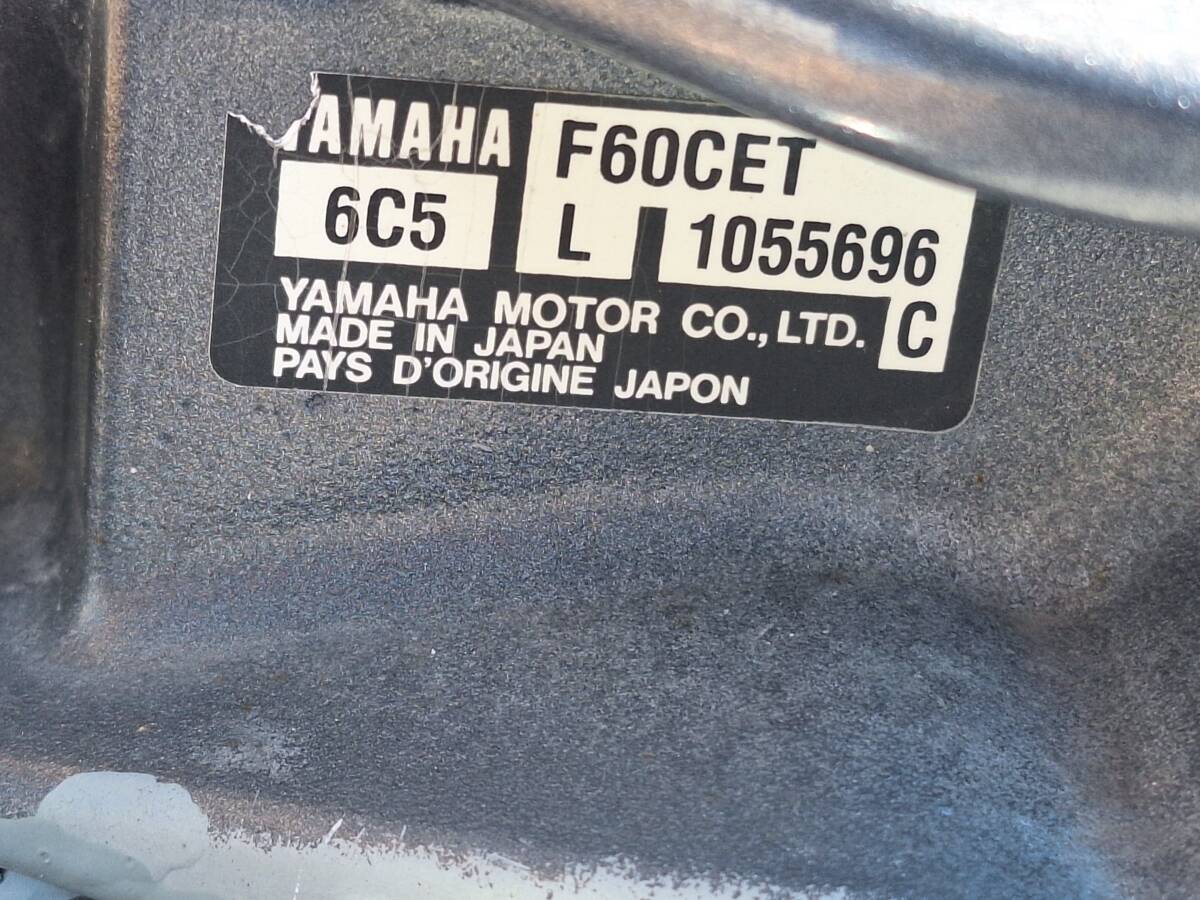 YAMAHA
F60CET
6C5
L 1055696
YAMAHA MOTOR CO., LTD.
C
MADE IN JAPAN
PAYS D'ORIGINE JAPON